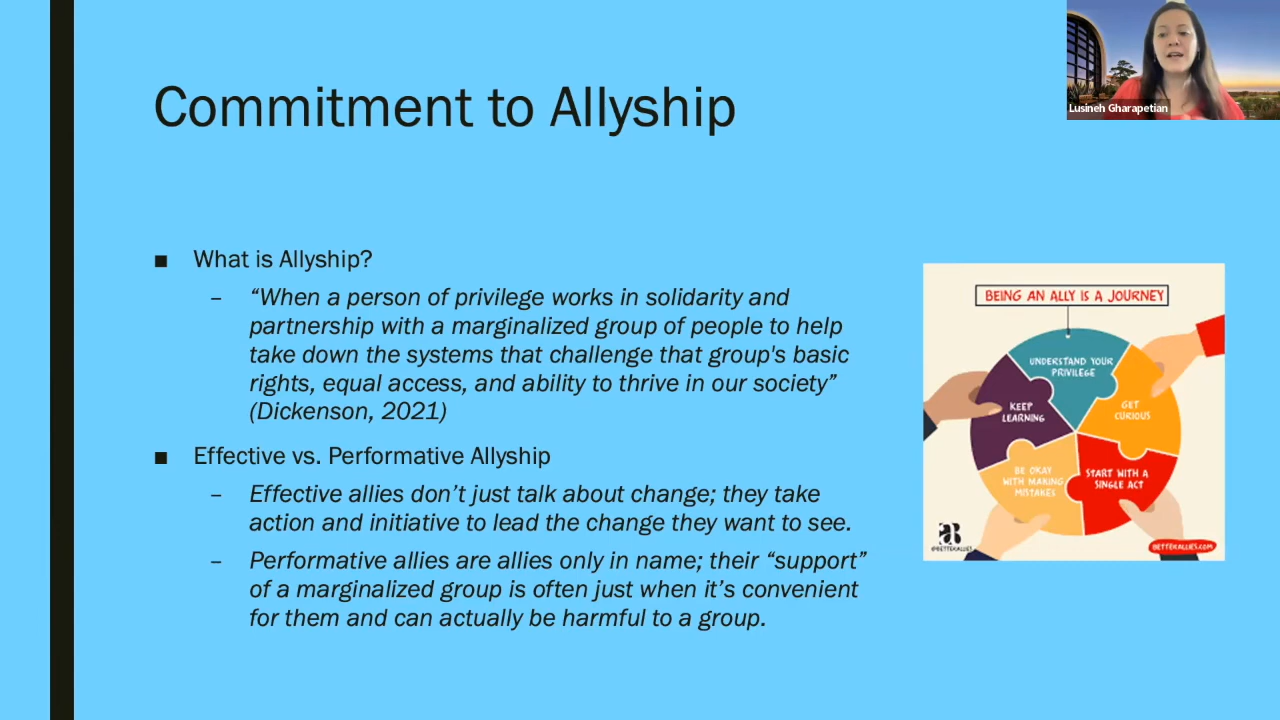 Commitment to Allyship
Lusineh Gharapetian
■ What is Allyship?
– “When a person of privilege works in solidarity and
partnership with a marginalized group of people to help
take down the systems that challenge that group's basic
rights, equal access, and ability to thrive in our society”
(Dickenson, 2021)
■ Effective vs. Performative Allyship
– Effective allies don’t just talk about change; they take
action and initiative to lead the change they want to see.
– Performative allies are allies only in name; their “support”
of a marginalized group is often just when it’s convenient
for them and can actually be harmful to a group.
BEING AN ALLY IS A JOURNEY
UNDERSTAND YOUR
PRIVILEGE
GET
CURIOUS
START WITH A
SINGLE ACT
BE OKAY
WITH MAKING
MISTAKES
KEEP
LEARNING
@BETTERALLIES
BETTERALLIES.COM